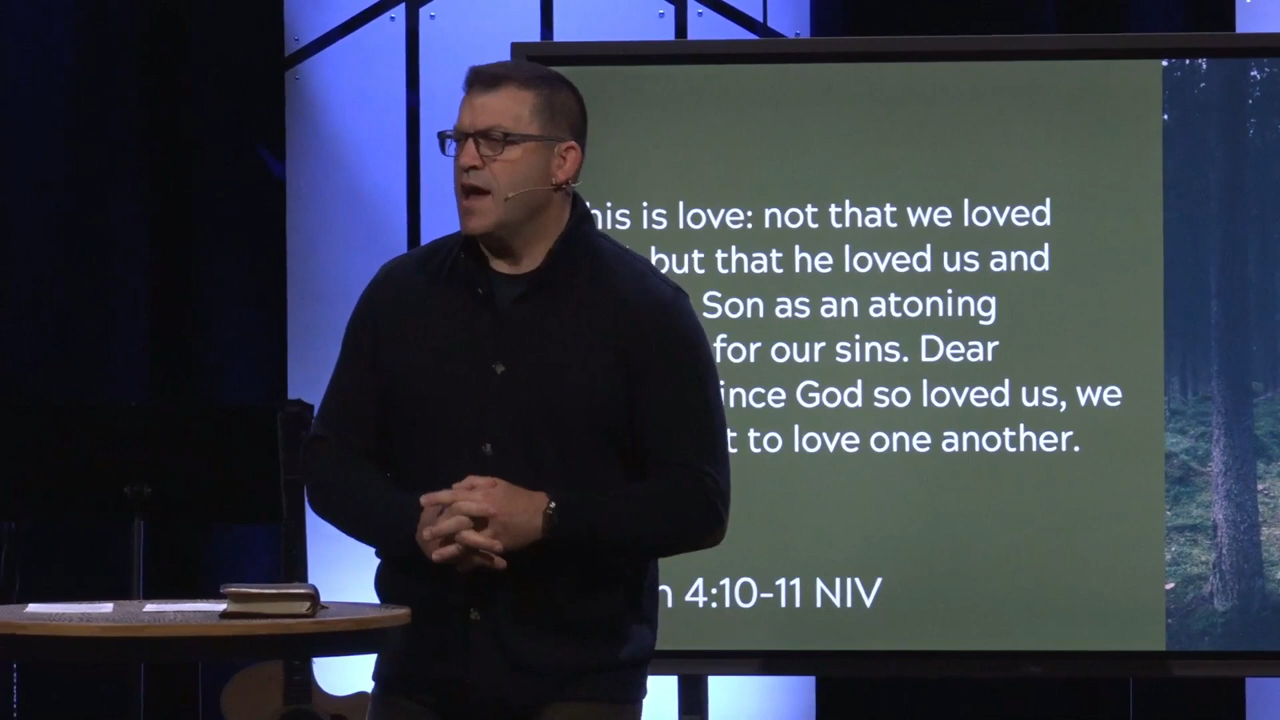 his is love: not that we loved
but that he loved us and
Son as an atoning
for our sins. Dear
ince God so loved us, we
t to love one another.
n 4:10-11 NIV